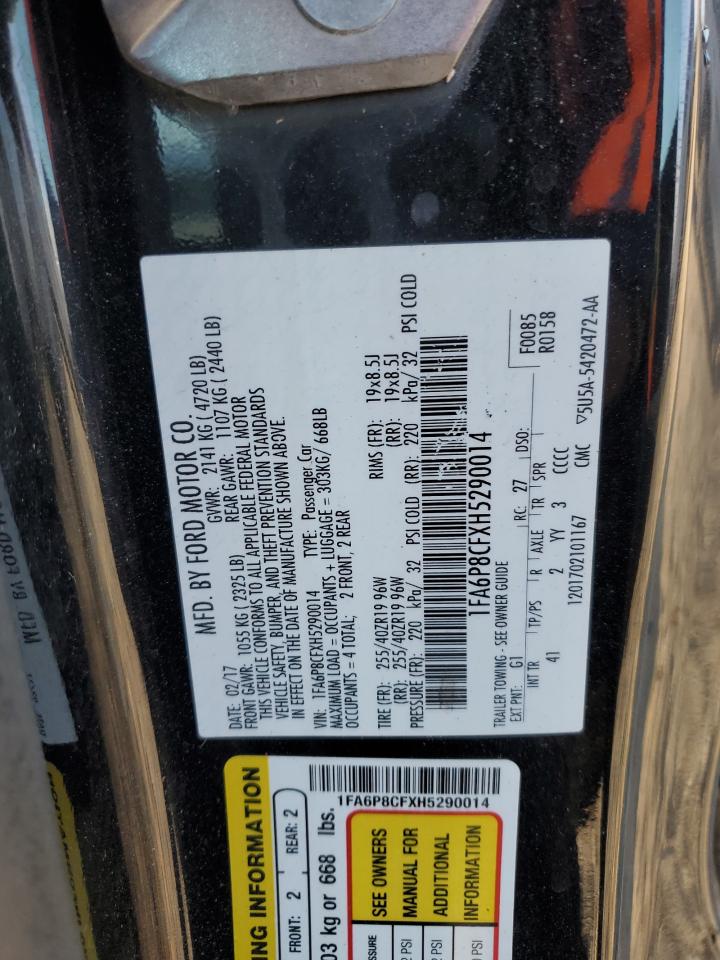 MFD. BY FORD MOTOR CO.
DATE: 02/17 GVWR: 2141 KG ( 4720 LB)
FRONT GAWR: 1055 KG ( 2325 LB) REAR GAWR: 1107 KG ( 2440 LB)
THIS VEHICLE CONFORMS TO ALL APPLICABLE FEDERAL MOTOR
VEHICLE SAFETY, BUMPER, AND THEFT PREVENTION STANDARDS
IN EFFECT ON THE DATE OF MANUFACTURE SHOWN ABOVE.
VIN: 1FA6P8CFXH5290014 TYPE: Passenger Car
MAXIMUM LOAD = OCCUPANTS + LUGGAGE = 303KG/ 668LB
OCCUPANTS = 4 TOTAL; 2 FRONT, 2 REAR
TIRE (FR): 255/40ZR19 96W RIMS (FR): 19x8.5J
(RR): 255/40ZR19 96W (RR): 19x8.5J
PRESSURE (FR): 220 kPa/ 32 PSI COLD (RR): 220 kPa/ 32 PSI COLD
1FA6P8CFXH5290014
TRAILER TOWING - SEE OWNER GUIDE
EXT PNT: G1 RC: 27 DSO: F0085
R0158
INT TR TP/PS R AXLE TR SPR
41 2 YY 3 CCCC
1201702101167 CMC ▽5U5A-5420472-AA
ING INFORMATION
FRONT: 2 REAR: 2
03 kg or 668 lbs.
1FA6P8CFXH5290014
SEE OWNERS
MANUAL FOR
ADDITIONAL
INFORMATION
PSI
PSI
PSI